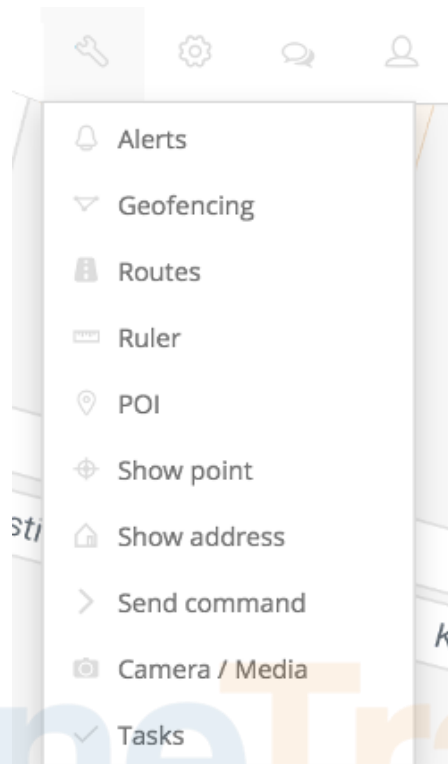 Alerts
Geofencing
Routes
Ruler
POI
Show point
Show address
Send command
Camera / Media
Tasks